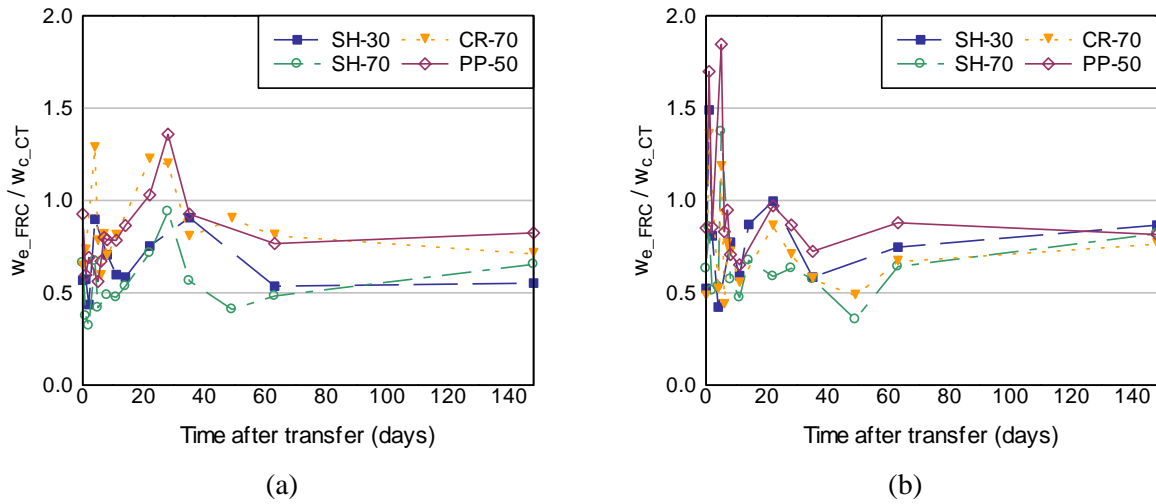 2.0
1.5
1.0
0.5
0.0
w_e_FRC / w_c_CT
SH-30
CR-70
SH-70
PP-50
0 20 40 60 80 100 120 140
Time after transfer (days)
(a)
2.0
1.5
1.0
0.5
0.0
w_e_FRC / w_c_CT
SH-30
CR-70
SH-70
PP-50
0 20 40 60 80 100 120 140
Time after transfer (days)
(b)